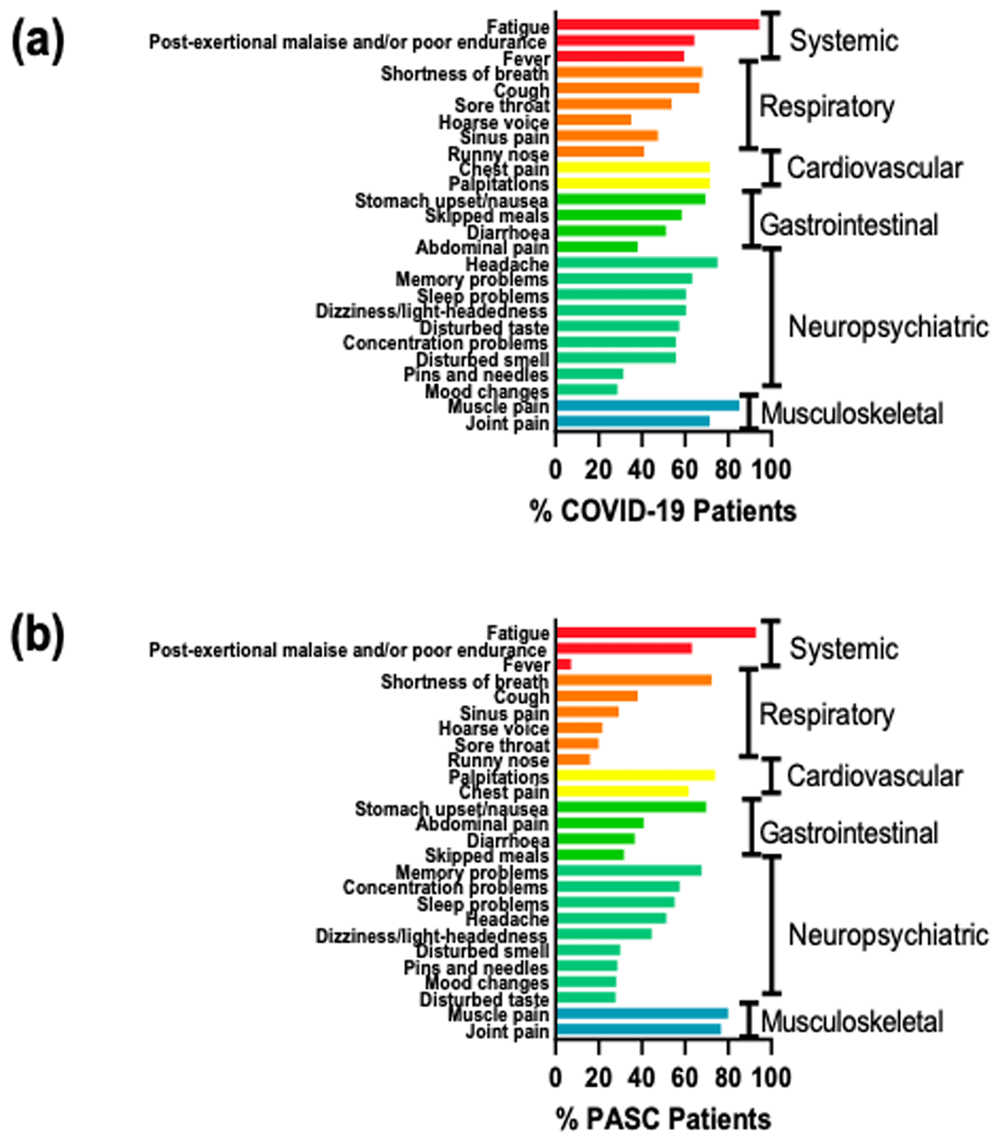 (a)
Fatigue
Post-exertional malaise and/or poor endurance
Fever
Systemic
Shortness of breath
Cough
Sore throat
Hoarse voice
Sinus pain
Runny nose
Respiratory
Chest pain
Palpitations
Cardiovascular
Stomach upset/nausea
Skipped meals
Diarrhoea
Abdominal pain
Gastrointestinal
Headache
Memory problems
Sleep problems
Dizziness/light-headedness
Disturbed taste
Concentration problems
Disturbed smell
Pins and needles
Mood changes
Neuropsychiatric
Muscle pain
Joint pain
Musculoskeletal
0 20 40 60 80 100
% COVID-19 Patients
(b)
Fatigue
Post-exertional malaise and/or poor endurance
Fever
Systemic
Shortness of breath
Cough
Sinus pain
Hoarse voice
Sore throat
Runny nose
Respiratory
Palpitations
Chest pain
Cardiovascular
Stomach upset/nausea
Abdominal pain
Diarrhoea
Skipped meals
Gastrointestinal
Memory problems
Concentration problems
Sleep problems
Headache
Dizziness/light-headedness
Disturbed smell
Pins and needles
Mood changes
Disturbed taste
Neuropsychiatric
Muscle pain
Joint pain
Musculoskeletal
0 20 40 60 80 100
% PASC Patients